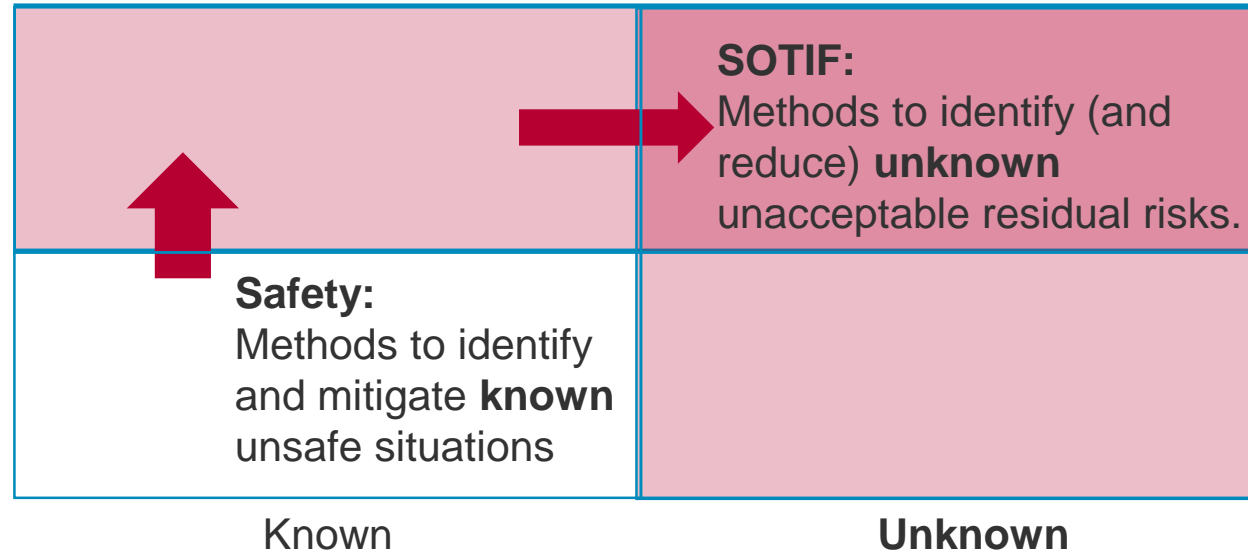 SOTIF:
Methods to identify (and
reduce) unknown
unacceptable residual risks.
Safety:
Methods to identify
and mitigate known
unsafe situations
Known
Unknown